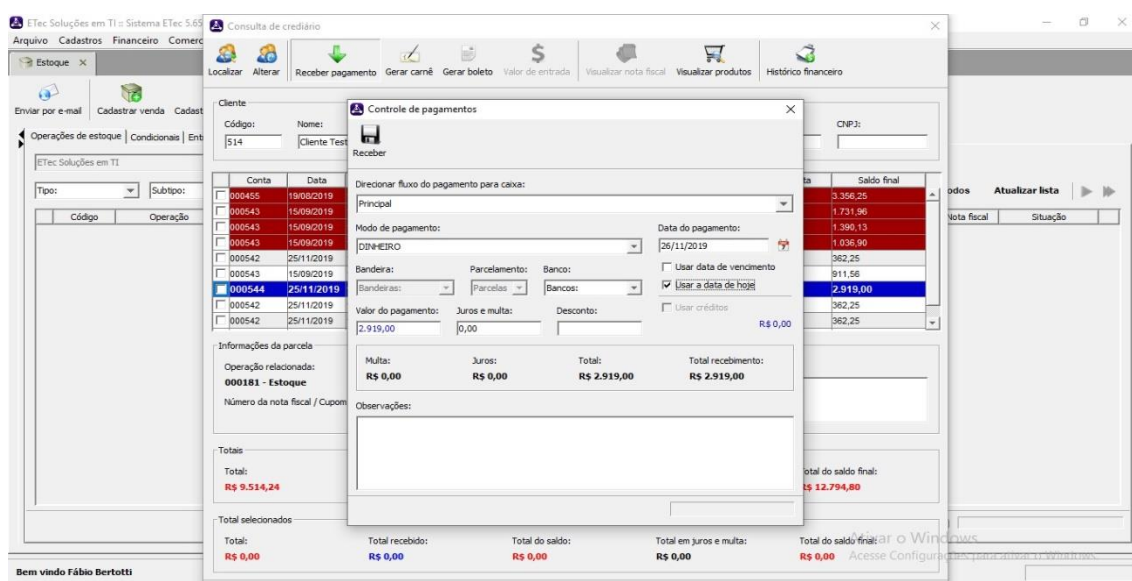 ETec Soluções em TI :: Sistema ETec 5.65
Consulta de crediário
Arquivo Cadastros Financeiro Comerc
Estoque
Localizar Alterar Receber pagamento Gerar carnê Gerar boleto Valor de entrada Visualizar nota fiscal Visualizar produtos Histórico financeiro
Enviar por e-mail Cadastrar venda Cadast
Operações de estoque Condicionais Ent
ETec Soluções em TI
Tipo: Subtipo:
Código Operação
Cliente
Código: Nome: CNPJ:
514 Cliente Test
Conta Data ta Saldo final
000455 19/08/2019 3.356,25
000543 15/09/2019 1.731,96
000543 15/09/2019 1.390,13
000543 15/09/2019 1.036,90
000542 25/11/2019 362,25
000543 15/09/2019 911,56
000544 25/11/2019 2.919,00
000542 25/11/2019 362,25
000542 25/11/2019 362,25
odos Atualizar lista
Nota fiscal Situação
Controle de pagamentos
Receber
Direcionar fluxo do pagamento para caixa:
Principal
Modo de pagamento: Data do pagamento:
DINHEIRO 26/11/2019
Bandeira: Parcelamento: Banco: Usar data de vencimento
Bandeiras: Parcelas Bancos: Usar a data de hoje
Valor do pagamento: Juros e multa: Desconto: Usar créditos
2.919,00 0,00 R$ 0,00
Multa: Juros: Total: Total recebimento:
R$ 0,00 R$ 0,00 R$ 2.919,00 R$ 2.919,00
Observações:
Informações da parcela
Operação relacionada:
000181 - Estoque
Número da nota fiscal / Cupom
Totais
Total: otal do saldo final:
R$ 9.514,24 R$ 12.794,80
Total selecionados
Total: Total recebido: Total do saldo: Total em juros e multa: Total do saldo final:
R$ 0,00 R$ 0,00 R$ 0,00 R$ 0,00 R$ 0,00
Ativar o Windows
Acesse Configurações para ativar o Windows.
Bem vindo Fábio Bertotti